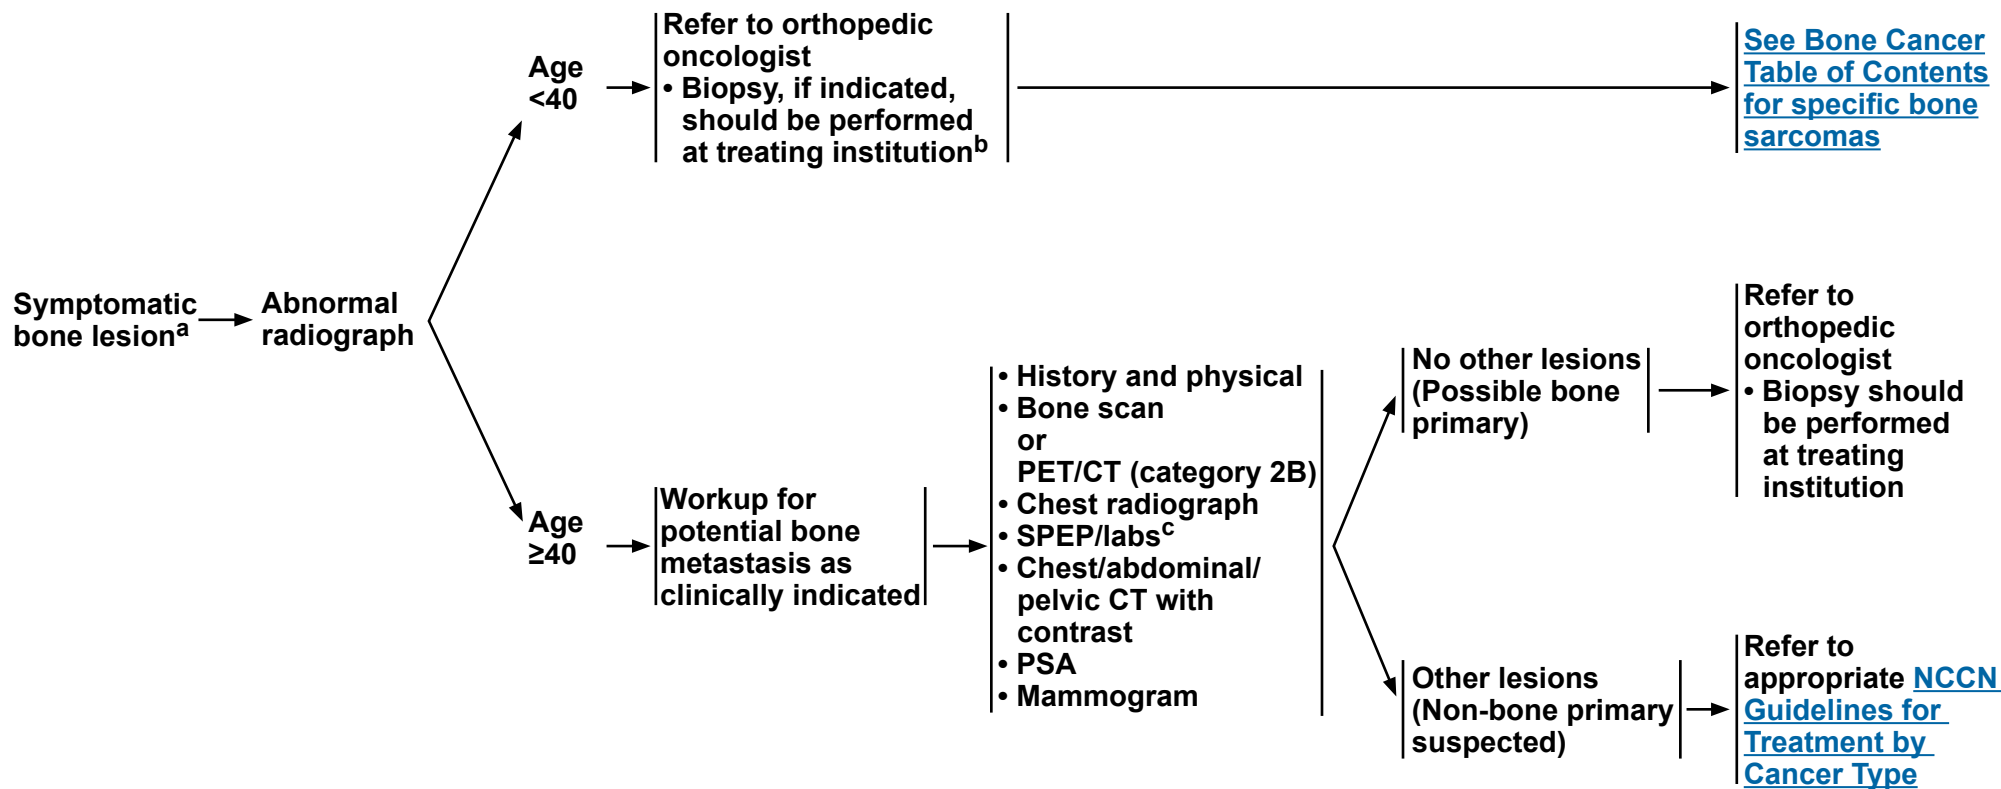 Symptomatic
bone lesiona
Abnormal
radiograph
Age
<40
Refer to orthopedic
oncologist
• Biopsy, if indicated,
should be performed
at treating institutionb
See Bone Cancer
Table of Contents
for specific bone
sarcomas
Age
≥40
Workup for
potential bone
metastasis as
clinically indicated
• History and physical
• Bone scan
or
PET/CT (category 2B)
• Chest radiograph
• SPEP/labsc
• Chest/abdominal/
pelvic CT with
contrast
• PSA
• Mammogram
No other lesions
(Possible bone
primary)
Refer to
orthopedic
oncologist
• Biopsy should
be performed
at treating
institution
Other lesions
(Non-bone primary
suspected)
Refer to
appropriate NCCN
Guidelines for
Treatment by
Cancer Type